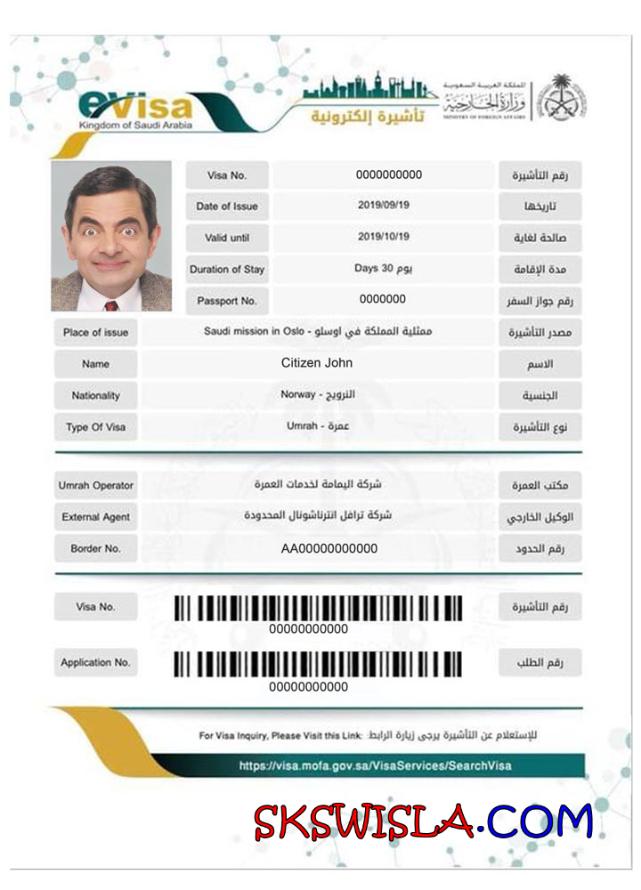 eVisa
Kingdom of Saudi Arabia
تأشيرة إلكترونية
المملكة العربية السعودية
وزارة الخارجية
MINISTRY OF FOREIGN AFFAIRS
Visa No. 0000000000 رقم التأشيرة
Date of Issue 2019/09/19 تاريخها
Valid until 2019/10/19 صالحة لغاية
Duration of Stay Days 30 يوم مدة الإقامة
Passport No. 0000000 رقم جواز السفر
Place of issue Saudi mission in Oslo - ممثلية المملكة في اوسلو مصدر التأشيرة
Name Citizen John الاسم
Nationality Norway - النرويج الجنسية
Type Of Visa Umrah - عمرة نوع التأشيرة
Umrah Operator شركة اليمامة لخدمات العمرة مكتب العمرة
External Agent شركة ترافل انترناشونال المحدودة الوكيل الخارجي
Border No. AA00000000000 رقم الحدود
Visa No. رقم التأشيرة
00000000000
Application No. رقم الطلب
00000000000
For Visa Inquiry, Please Visit this Link: للإستعلام عن التأشيرة يرجى زيارة الرابط:
https://visa.mofa.gov.sa/VisaServices/SearchVisa
SKSWISLA.COM